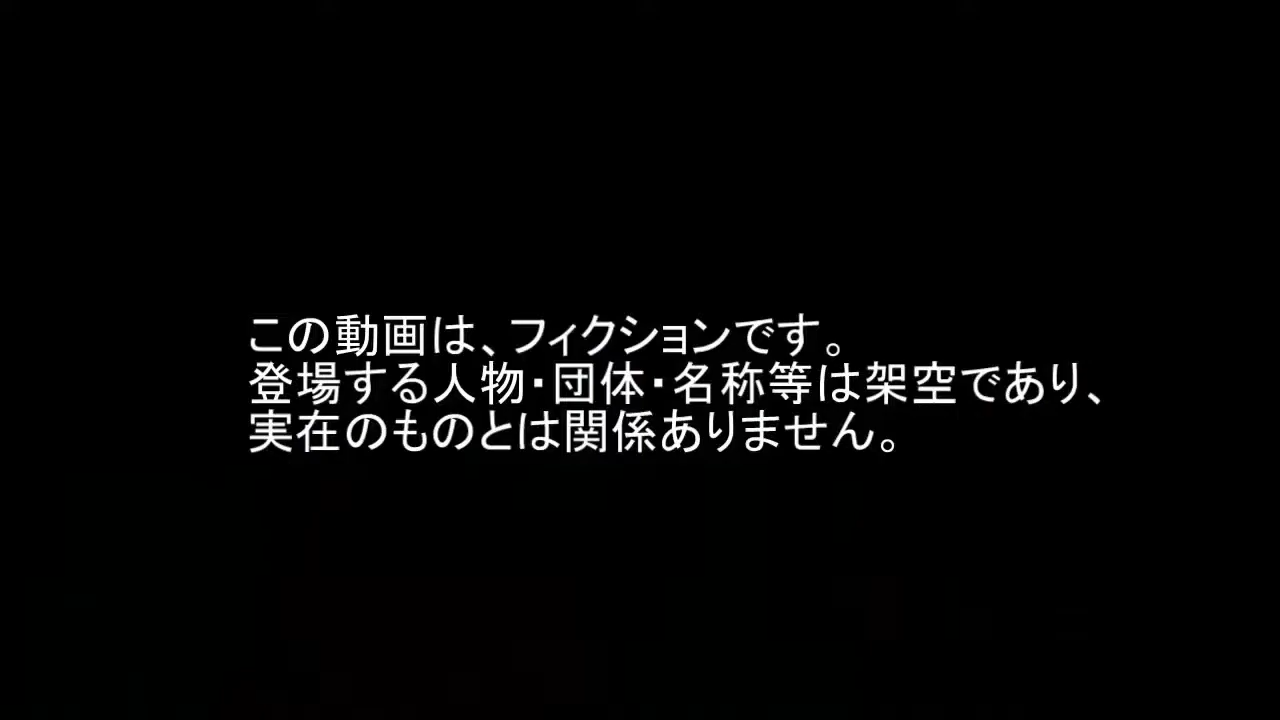 この動画は、フィクションです。
登場する人物・団体・名称等は架空であり、
実在のものとは関係ありません。